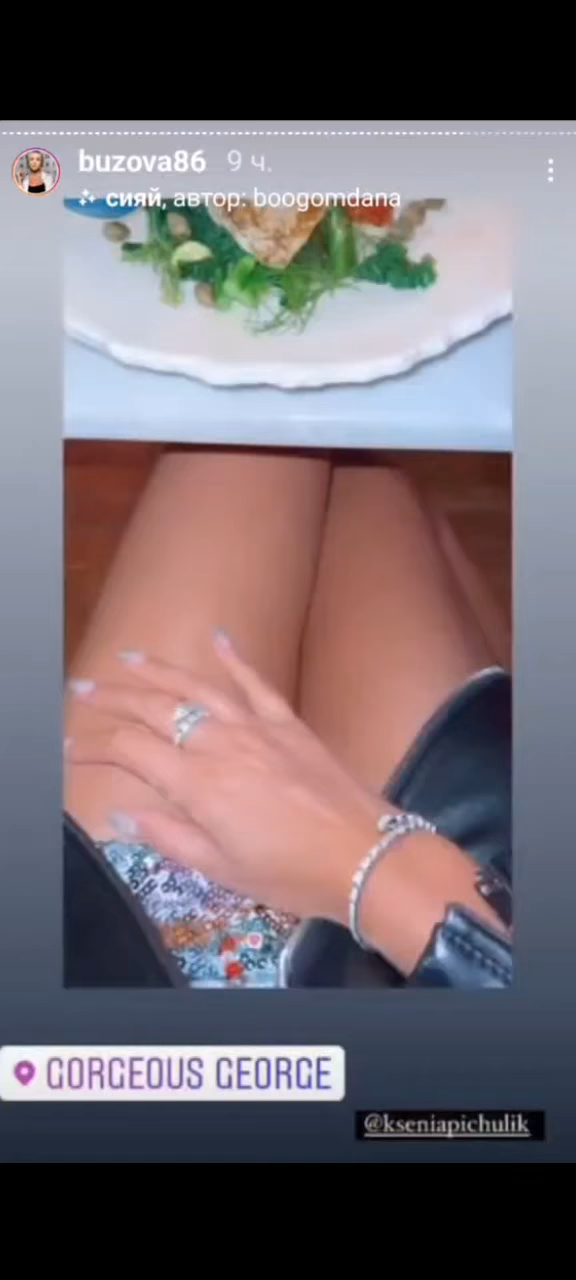 buzova86 9 ч.
сияй, автор: boogomdana
GORGEOUS GEORGE
@kseniapichulik